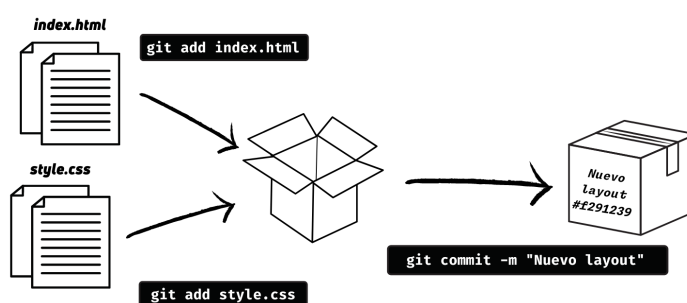 index.html
git add index.html
style.css
Nuevo
layout
#f291239
git commit -m "Nuevo layout"
git add style.css